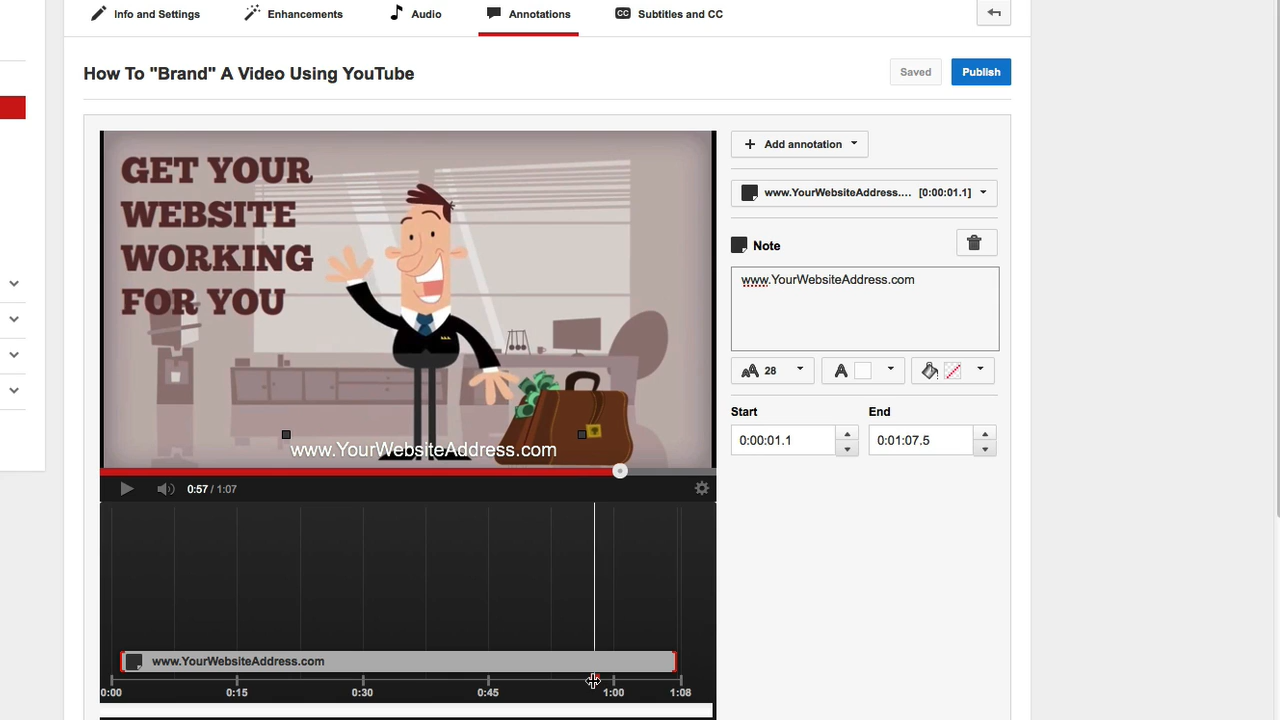 Info and Settings Enhancements Audio Annotations CC Subtitles and CC
How To "Brand" A Video Using YouTube
Saved Publish
GET YOUR
WEBSITE
WORKING
FOR YOU
www.YourWebsiteAddress.com
0:57 / 1:07
www.YourWebsiteAddress.com
0:00 0:15 0:30 0:45 1:00 1:08
+ Add annotation
www.YourWebsiteAddress.... [0:00:01.1]
Note
www.YourWebsiteAddress.com
AA 28 A
Start End
0:00:01.1 0:01:07.5